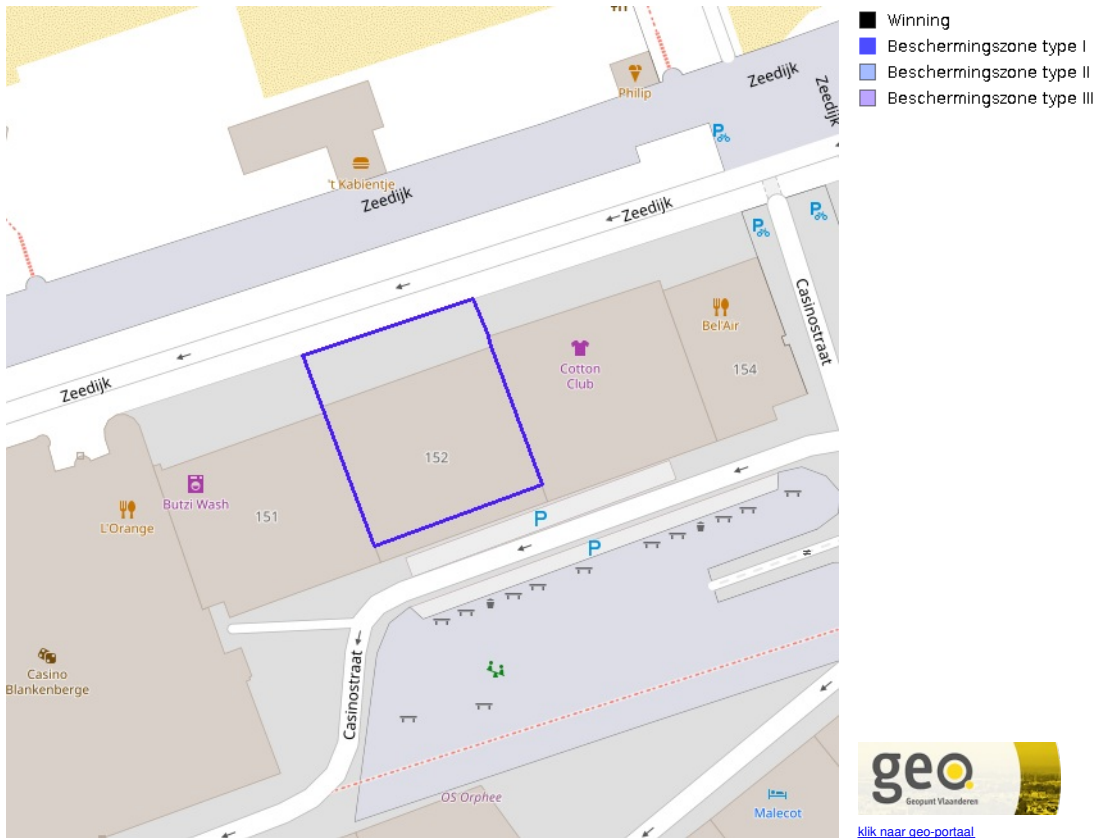 Winning
Beschermingszone type I
Beschermingszone type II
Beschermingszone type III
Zeedijk
Zeedijk
Philip
P
't Kabientje
Zeedijk
Zeedijk
P
P
Casinostraat
Bel'Air
Cotton
Club
154
Zeedijk
152
Butzi Wash
151
L'Orange
P
P
Casino
Blankenberge
Casinostraat
OS Orphee
Malecot
geo.
Geopunt Vlaanderen
klik naar geo-portaal